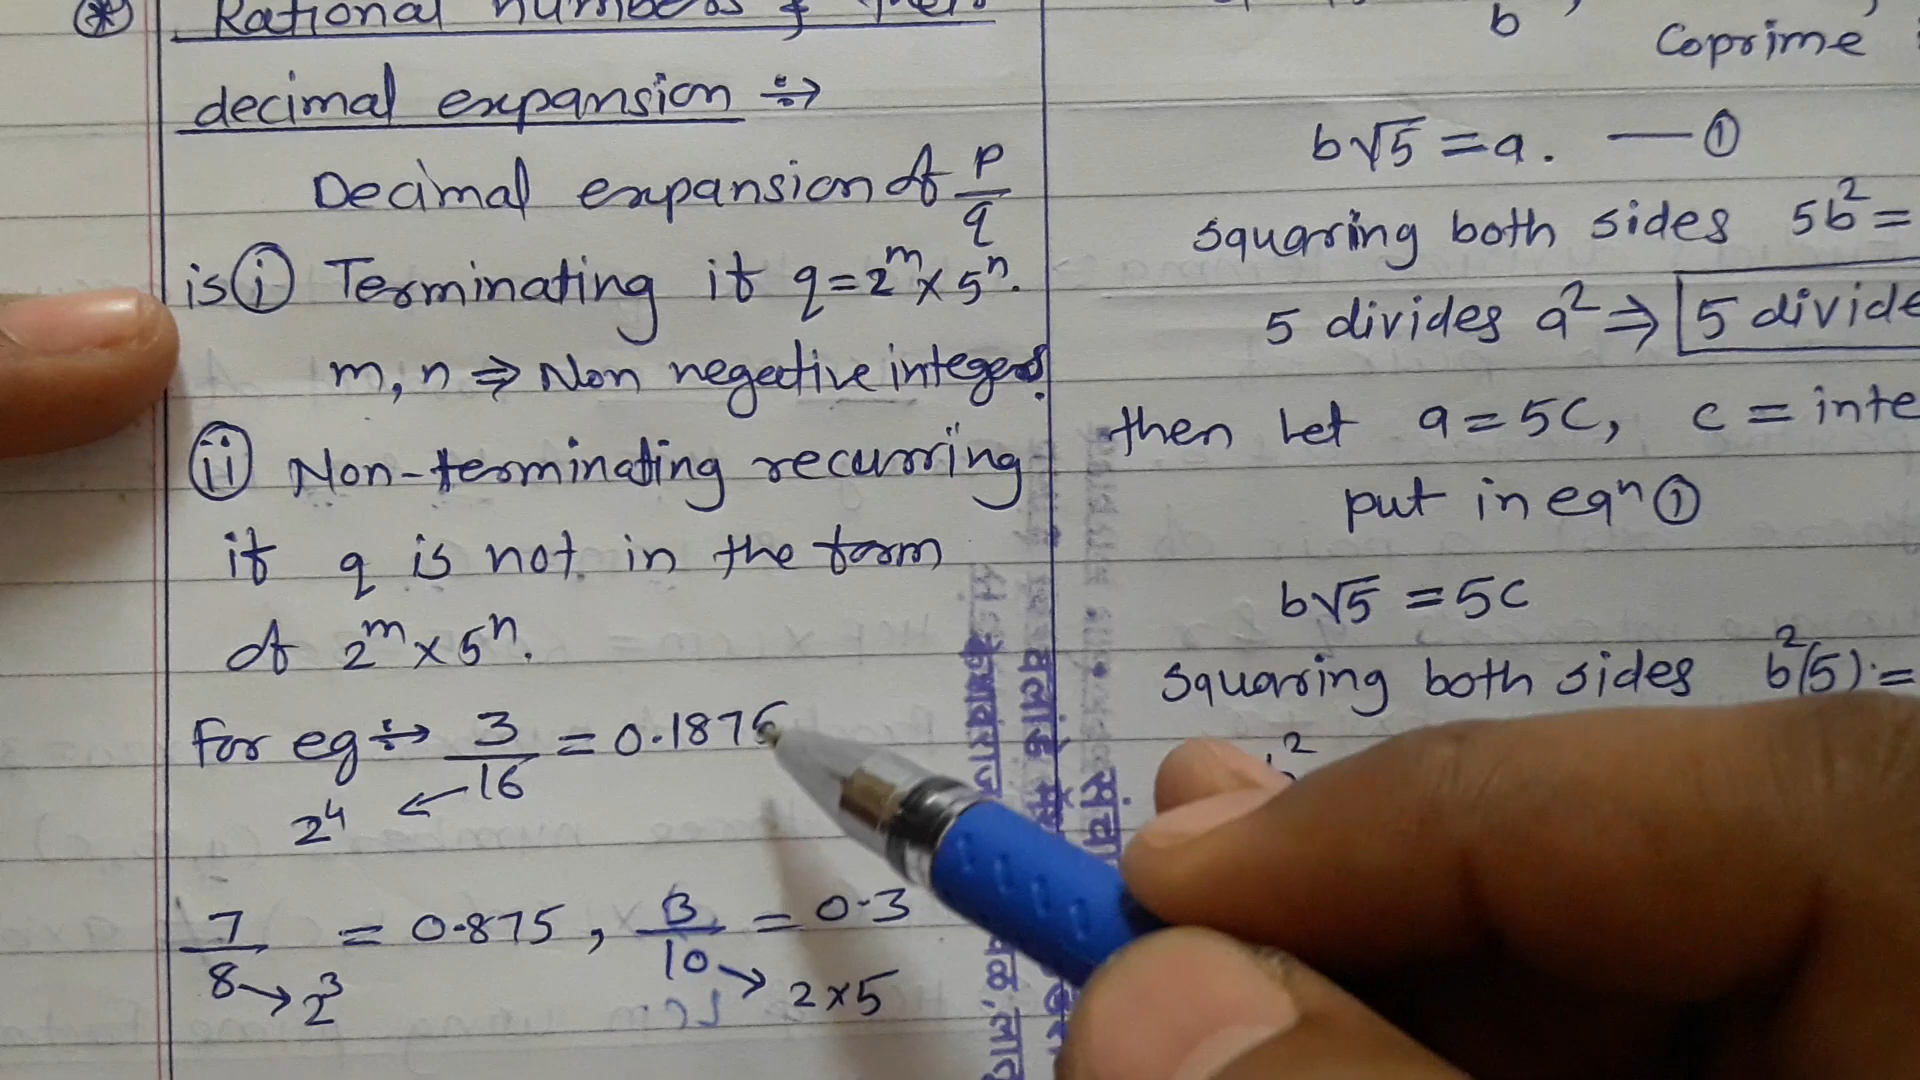 Rational numbers & their
decimal expansion ÷→
Decimal expansion of p/q
is (i) Terminating if q = 2^m × 5^n.
m, n ⇒ Non negative integers.
(ii) Non-terminating recurring
if q is not in the form
of 2^m × 5^n.
For eg ÷→ 3/16 = 0.1875
2^4 ←
7/8 = 0.875, 3/10 = 0.3
→ 2^3 → 2×5
b
Coprime
b√5 = a. — ①
squaring both sides 5b² =
5 divides a² ⇒ 5 divide
then let a = 5c, c = inte
put in eqⁿ ①
b√5 = 5c
squaring both sides b²(5) =
b²